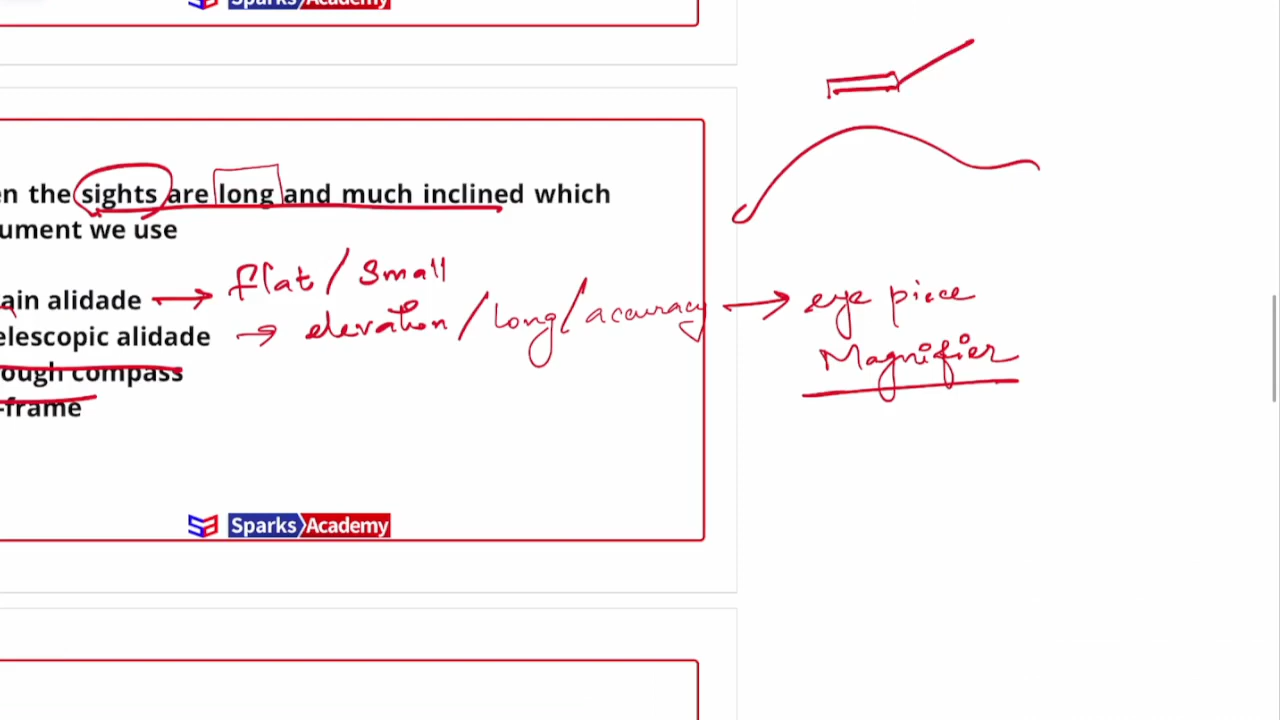 Sparks Academy
en the sights are long and much inclined which
ument we use
ain alidade → flat / Small
elescopic alidade → elevation / long / accuracy → eye piece
Magnifier
ough compass
-frame
Sparks Academy